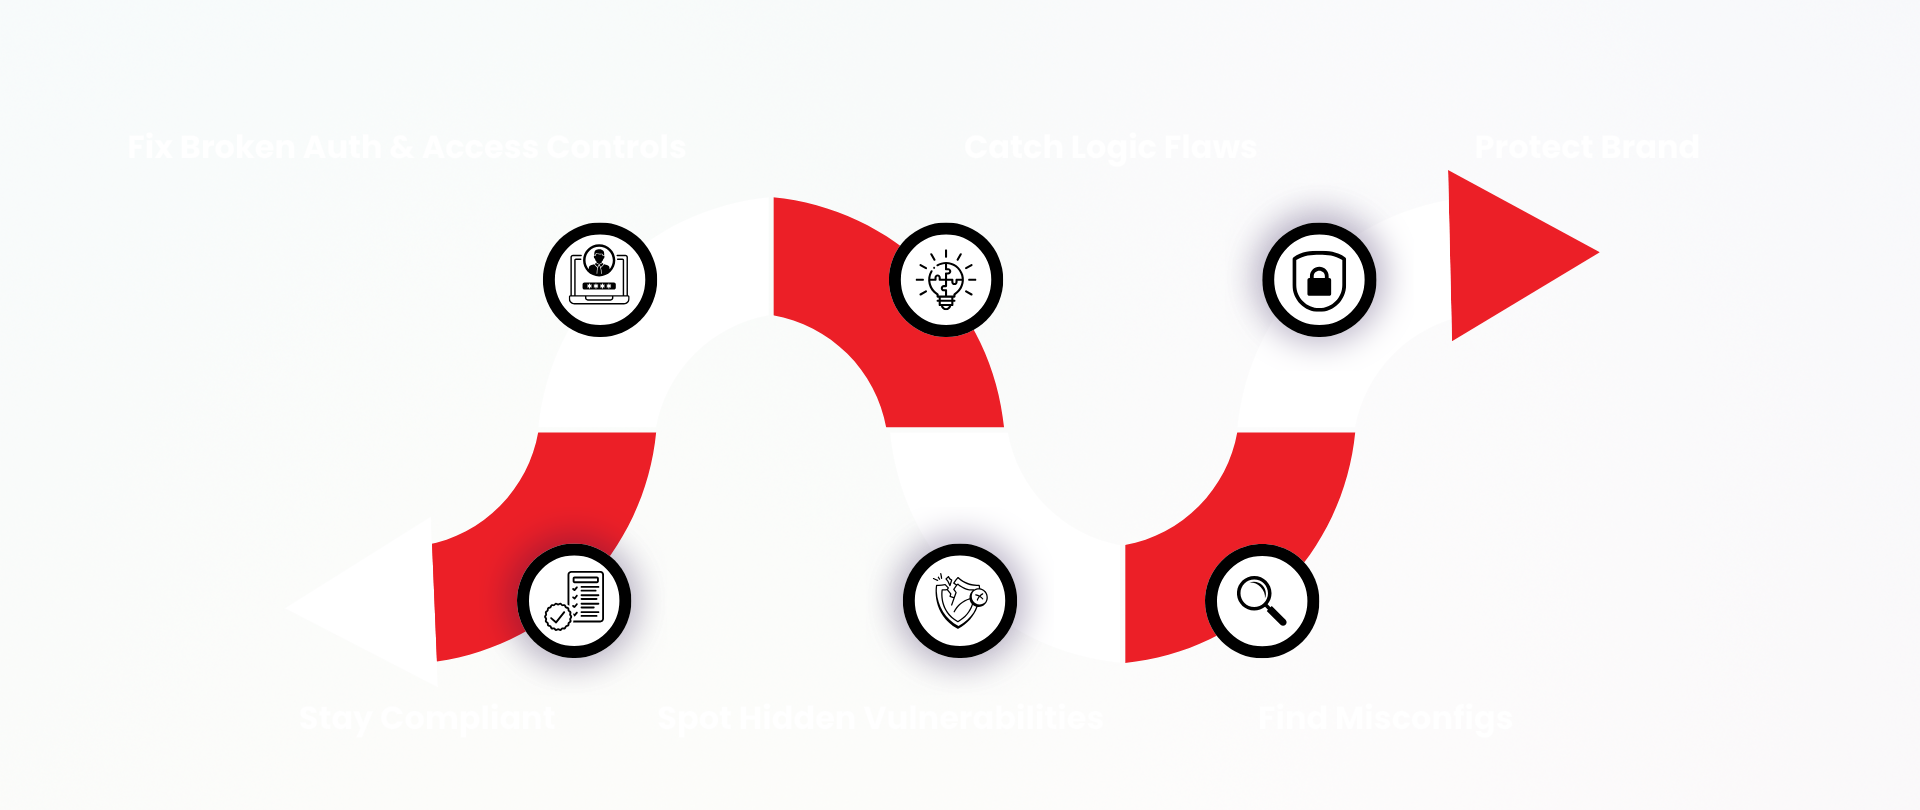 Fix Broken Auth & Access Controls
Catch Logic Flaws
Protect Brand
Stay Compliant
Spot Hidden Vulnerabilities
Find Misconfigs